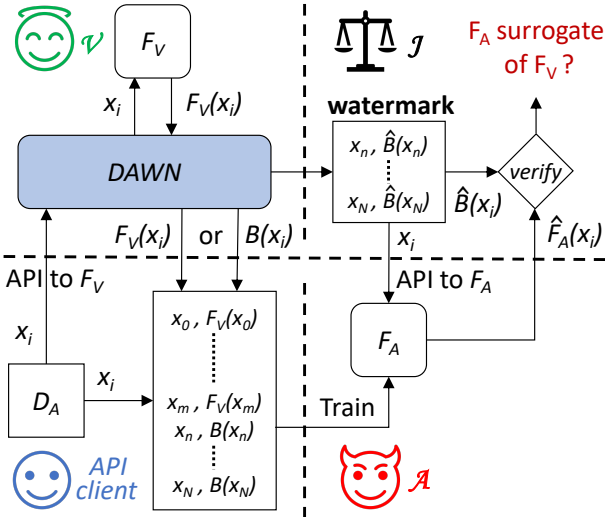 𝒱
F_V
x_i
F_V(x_i)
DAWN
F_V(x_i) or B(x_i)
𝒥
F_A surrogate
of F_V ?
watermark
x_n , B̂(x_n)
x_N , B̂(x_N)
verify
B̂(x_i)
x_i
F̂_A(x_i)
API to F_V
x_i
D_A
x_i
x_0 , F_V(x_0)
x_m , F_V(x_m)
x_n , B(x_n)
x_N , B(x_N)
API
client
API to F_A
F_A
Train
𝒜